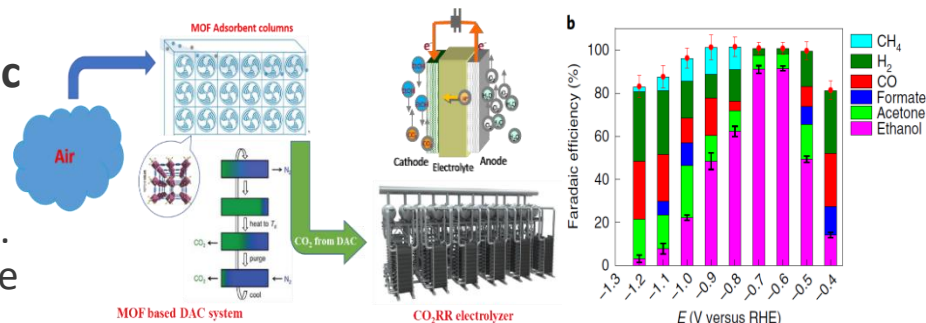 c
.
e
MOF Adsorbent columns
Air
N₂
heat to
CO₂
purge
CO₂
N₂
cool
MOF based DAC system
CO₂ from DAC
e⁻
e⁻
Cathode
Electrolyte
Anode
CO₂RR electrolyzer
b
Faradaic efficiency (%)
100
80
60
40
20
0
−1.3
−1.2
−1.1
−1.0
−0.9
−0.8
−0.7
−0.6
−0.5
−0.4
E (V versus RHE)
CH₄
H₂
CO
Formate
Acetone
Ethanol